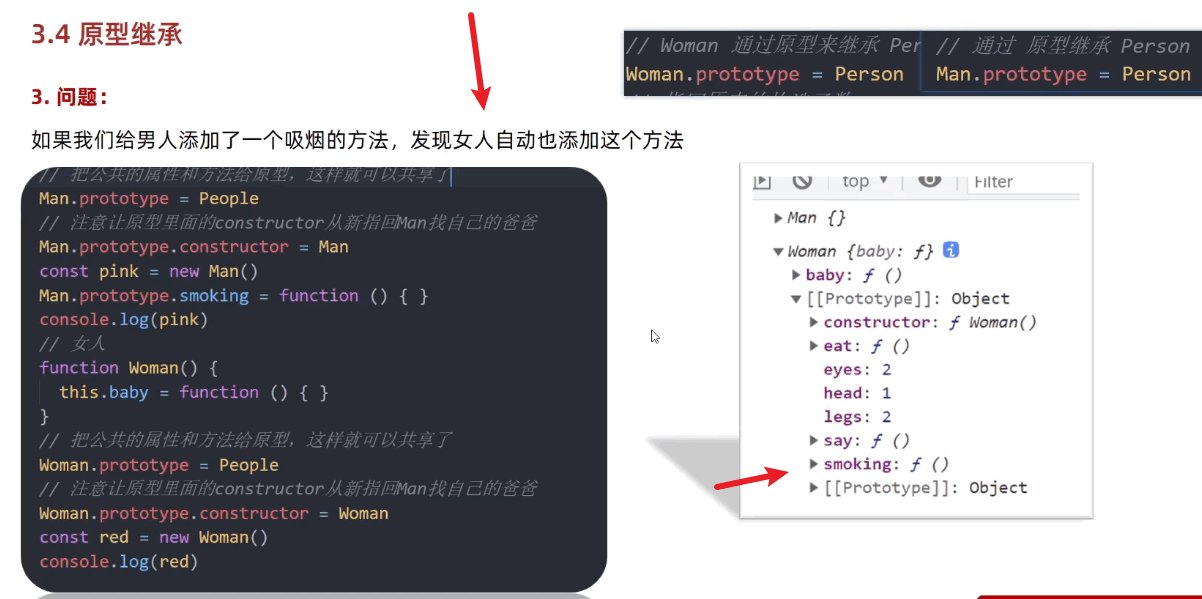 3.4 原型继承
// Woman 通过原型来继承 Per
Woman.prototype = Person
// 通过 原型继承 Person
Man.prototype = Person
3. 问题：
如果我们给男人添加了一个吸烟的方法，发现女人自动也添加这个方法
// 把公共的属性和方法给原型，这样就可以共享了
Man.prototype = People
// 注意让原型里面的constructor从新指回Man找自己的爸爸
Man.prototype.constructor = Man
const pink = new Man()
Man.prototype.smoking = function () { }
console.log(pink)
// 女人
function Woman() {
this.baby = function () { }
}
// 把公共的属性和方法给原型，这样就可以共享了
Woman.prototype = People
// 注意让原型里面的constructor从新指回Man找自己的爸爸
Woman.prototype.constructor = Woman
const red = new Woman()
console.log(red)
top Filter
Man {}
Woman {baby: ƒ} i
baby: ƒ ()
[[Prototype]]: Object
constructor: ƒ Woman()
eat: ƒ ()
eyes: 2
head: 1
legs: 2
say: ƒ ()
smoking: ƒ ()
[[Prototype]]: Object